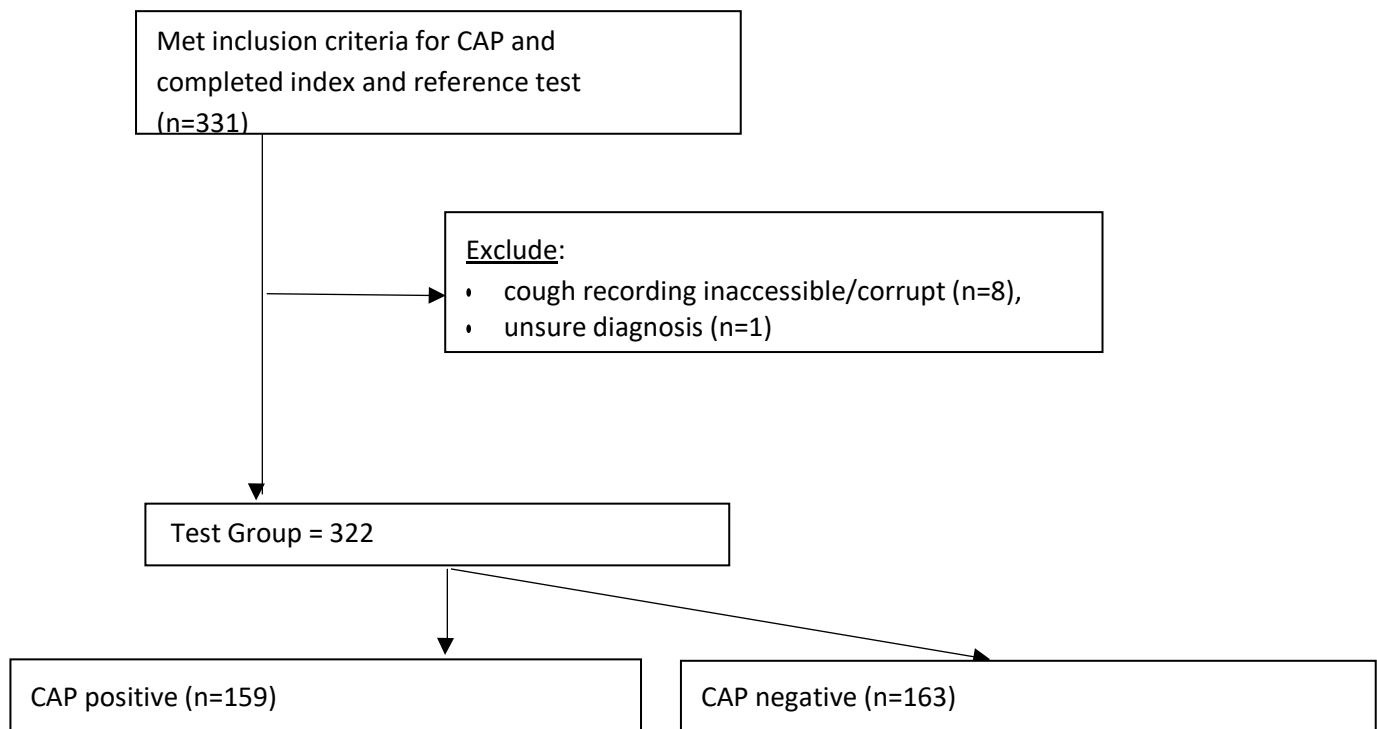 Met inclusion criteria for CAP and
completed index and reference test
(n=331)
Exclude:
• cough recording inaccessible/corrupt (n=8),
• unsure diagnosis (n=1)
Test Group = 322
CAP positive (n=159)
CAP negative (n=163)